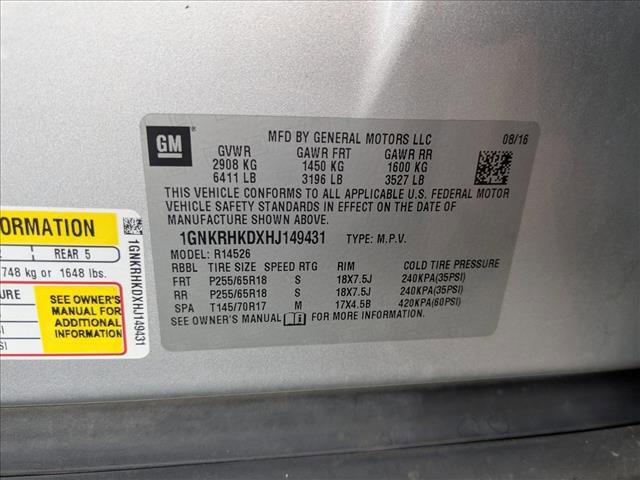 GM ®
MFD BY GENERAL MOTORS LLC 08/16
GVWR GAWR FRT GAWR RR
2908 KG 1450 KG 1600 KG
6411 LB 3196 LB 3527 LB
THIS VEHICLE CONFORMS TO ALL APPLICABLE U.S. FEDERAL MOTOR
VEHICLE SAFETY STANDARDS IN EFFECT ON THE DATE OF
MANUFACTURE SHOWN ABOVE.
1GNKRHKDXHJ149431 TYPE: M.P.V.
MODEL: R14526
RBBL TIRE SIZE SPEED RTG RIM COLD TIRE PRESSURE
FRT P255/65R18 S 18X7.5J 240KPA(35PSI)
RR P255/65R18 S 18X7.5J 240KPA(35PSI)
SPA T145/70R17 M 17X4.5B 420KPA(60PSI)
SEE OWNER'S MANUAL FOR MORE INFORMATION.
ORMATION
REAR 5
748 kg or 1648 lbs.
URE
SEE OWNER'S
MANUAL FOR
ADDITIONAL
INFORMATION
SI
1GNKRHKDXHJ149431